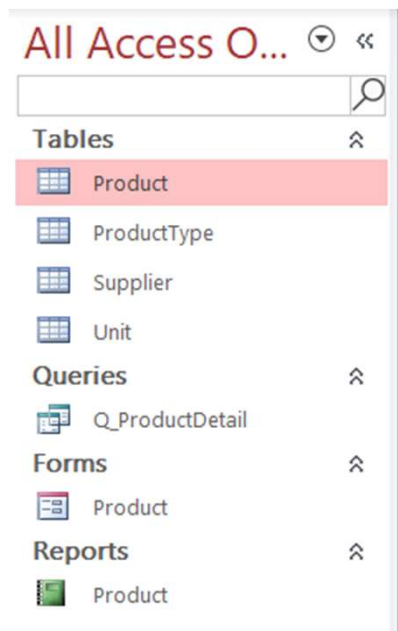 All Access O...
Tables
Product
ProductType
Supplier
Unit
Queries
Q_ProductDetail
Forms
Product
Reports
Product